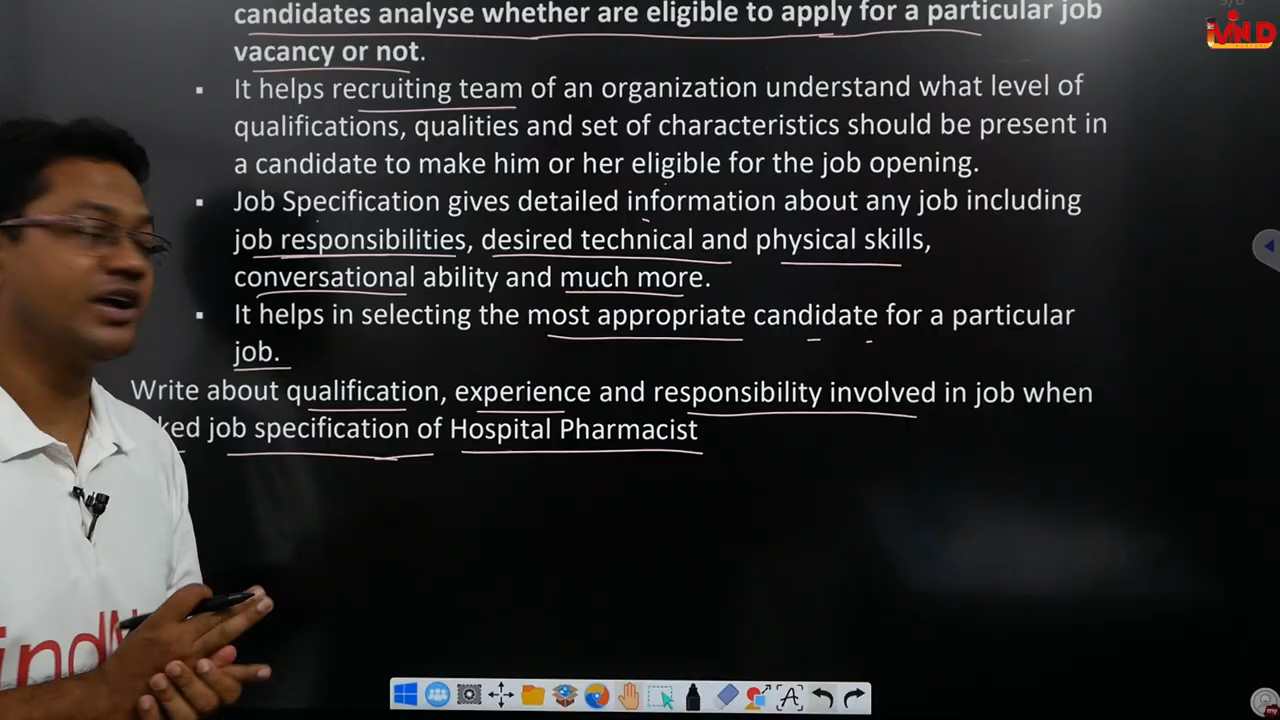 candidates analyse whether are eligible to apply for a particular job
vacancy or not.
▪ It helps recruiting team of an organization understand what level of
qualifications, qualities and set of characteristics should be present in
a candidate to make him or her eligible for the job opening.
▪ Job Specification gives detailed information about any job including
job responsibilities, desired technical and physical skills,
conversational ability and much more.
▪ It helps in selecting the most appropriate candidate for a particular
job.
Write about qualification, experience and responsibility involved in job when
ked job specification of Hospital Pharmacist
indN